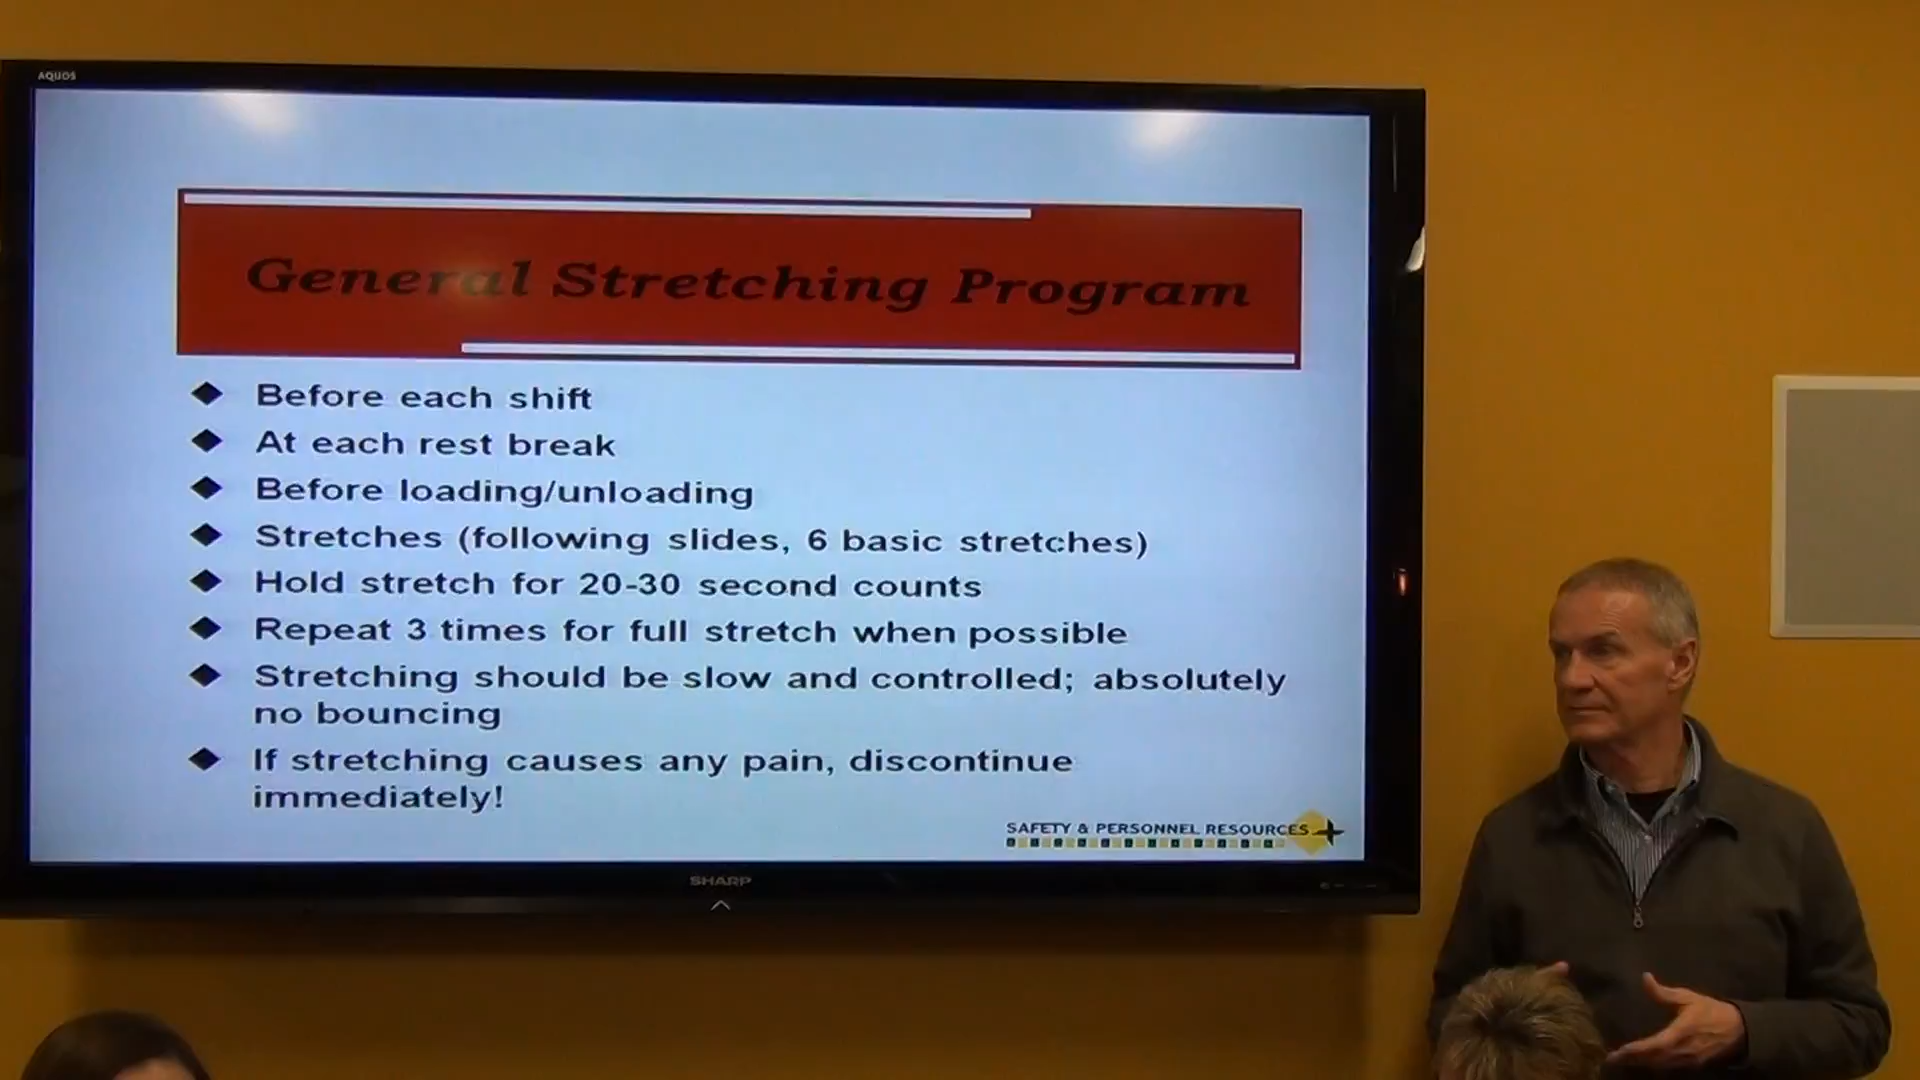 AQUOS
General Stretching Program
Before each shift
At each rest break
Before loading/unloading
Stretches (following slides, 6 basic stretches)
Hold stretch for 20-30 second counts
Repeat 3 times for full stretch when possible
Stretching should be slow and controlled; absolutely
no bouncing
If stretching causes any pain, discontinue
immediately!
SAFETY & PERSONNEL RESOURCES
SHARP